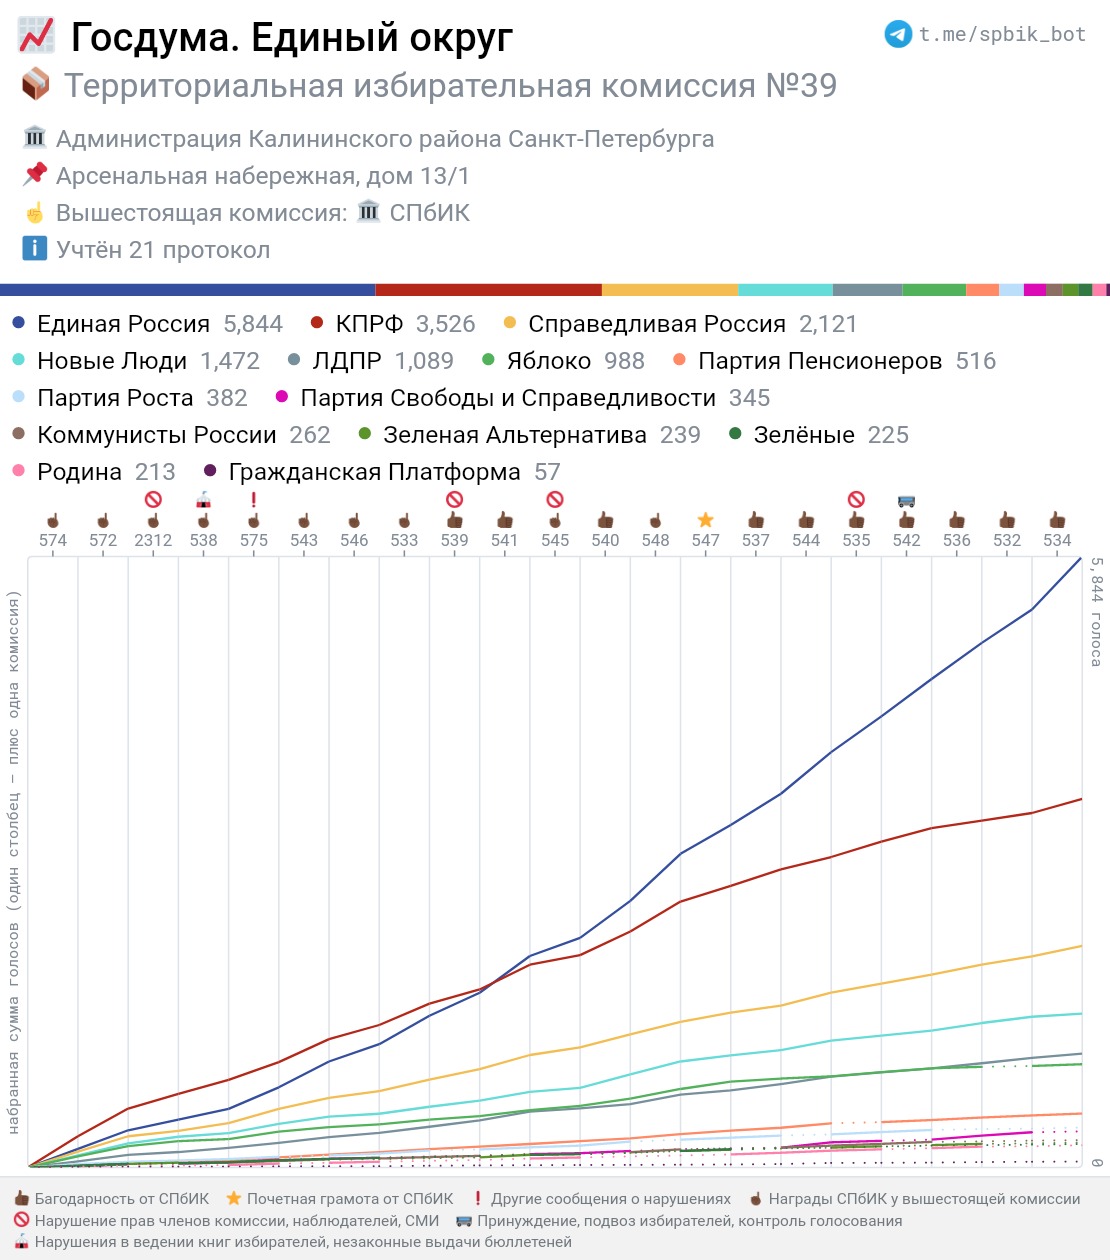 Госдума. Единый округ
t.me/spbik_bot
Территориальная избирательная комиссия №39
Администрация Калининского района Санкт-Петербурга
Арсенальная набережная, дом 13/1
Вышестоящая комиссия: СПбИК
Учтён 21 протокол
Единая Россия 5,844 КПРФ 3,526 Справедливая Россия 2,121
Новые Люди 1,472 ЛДПР 1,089 Яблоко 988 Партия Пенсионеров 516
Партия Роста 382 Партия Свободы и Справедливости 345
Коммунисты России 262 Зеленая Альтернатива 239 Зелёные 225
Родина 213 Гражданская Платформа 57
574 572 2312 538 575 543 546 533 539 541 545 540 548 547 537 544 535 542 536 532 534
набранная сумма голосов (один столбец – плюс одна комиссия)
5,844 голоса
0
Багодарность от СПбИК Почетная грамота от СПбИК Другие сообщения о нарушениях Награды СПбИК у вышестоящей комиссии
Нарушение прав членов комиссии, наблюдателей, СМИ Принуждение, подвоз избирателей, контроль голосования
Нарушения в ведении книг избирателей, незаконные выдачи бюллетеней